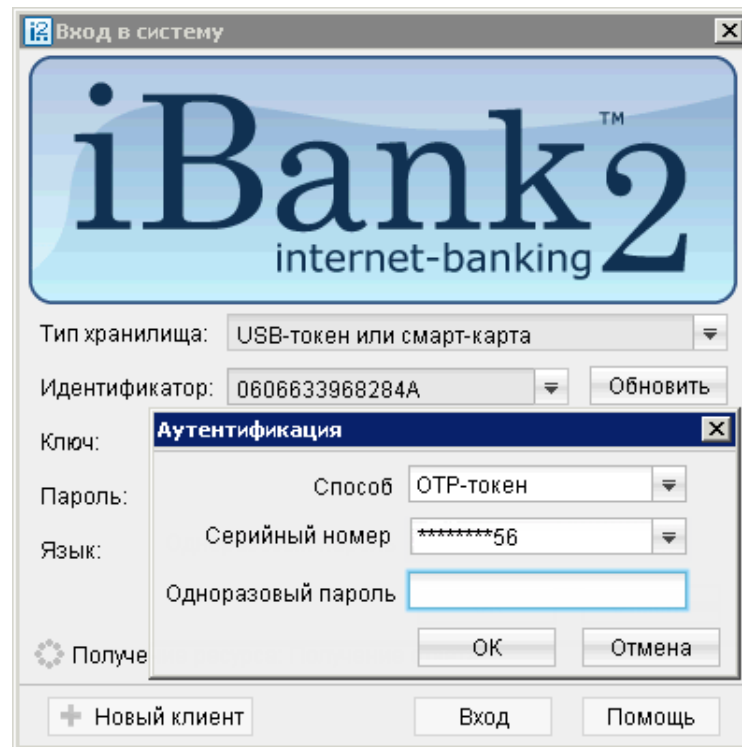 Вход в систему
iBank 2 ™
internet-banking
Тип хранилища: USB-токен или смарт-карта
Идентификатор: 0606633968284A Обновить
Ключ:
Аутентификация
Пароль:
Способ OTP-токен
Язык:
Серийный номер ********56
Одноразовый пароль
Получе
ОК Отмена
Новый клиент Вход Помощь